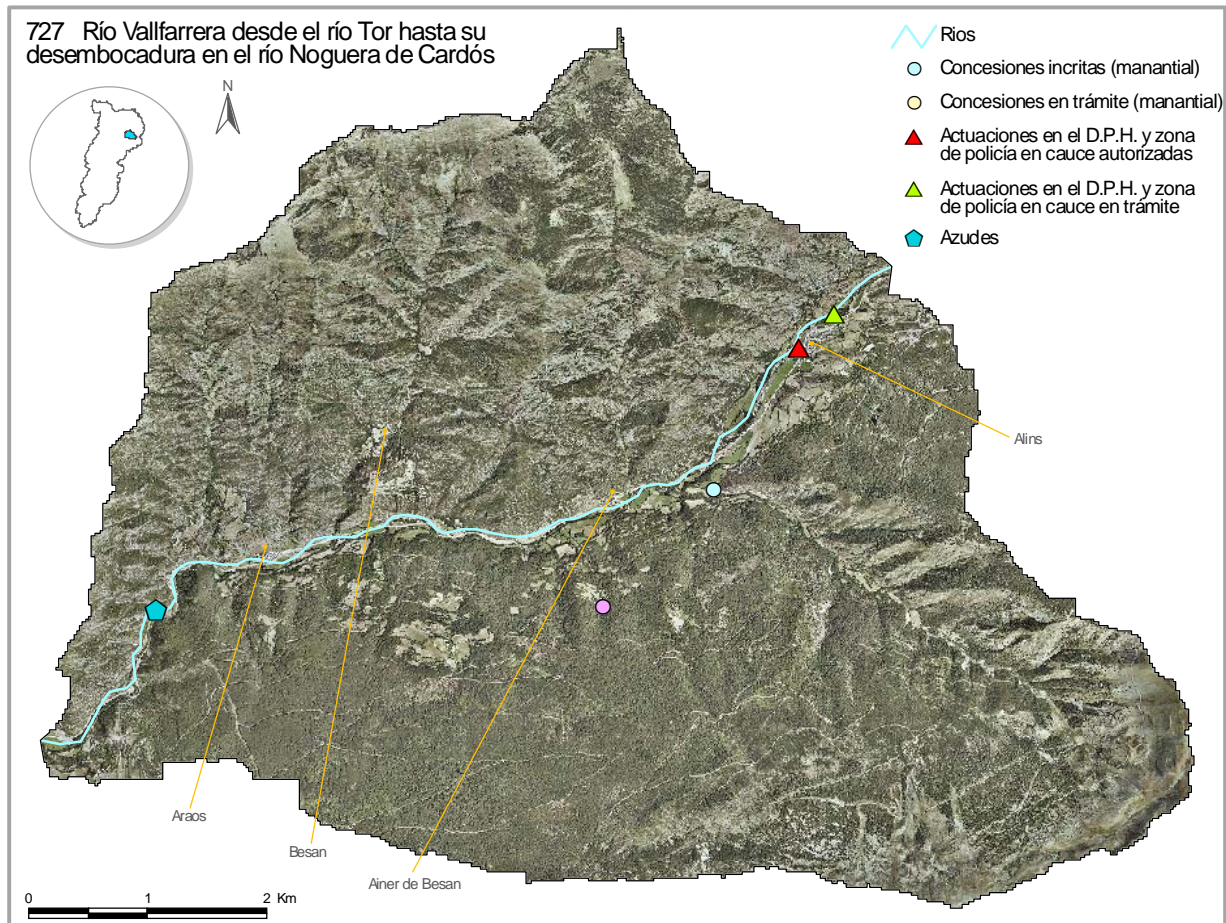 727 Río Vallfarrera desde el río Tor hasta su
desembocadura en el río Noguera de Cardós
N
Rios
Concesiones incritas (manantial)
Concesiones en trámite (manantial)
Actuaciones en el D.P.H. y zona
de policía en cauce autorizadas
Actuaciones en el D.P.H. y zona
de policía en cauce en trámite
Azudes
Alins
Araos
Besan
Ainer de Besan
0 1 2 Km